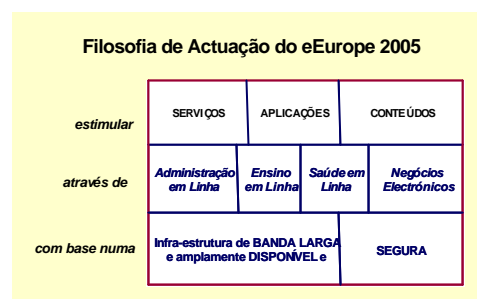 Filosofia de Actuação do eEurope 2005
estimular
SERVIÇOS
APLICAÇÕES
CONTEÚDOS
através de
Administração
em Linha
Ensino
em Linha
Saúde em
Linha
Negócios
Electrónicos
com base numa
Infra-estrutura de BANDA LARGA
e amplamente DISPONÍVEL e
SEGURA